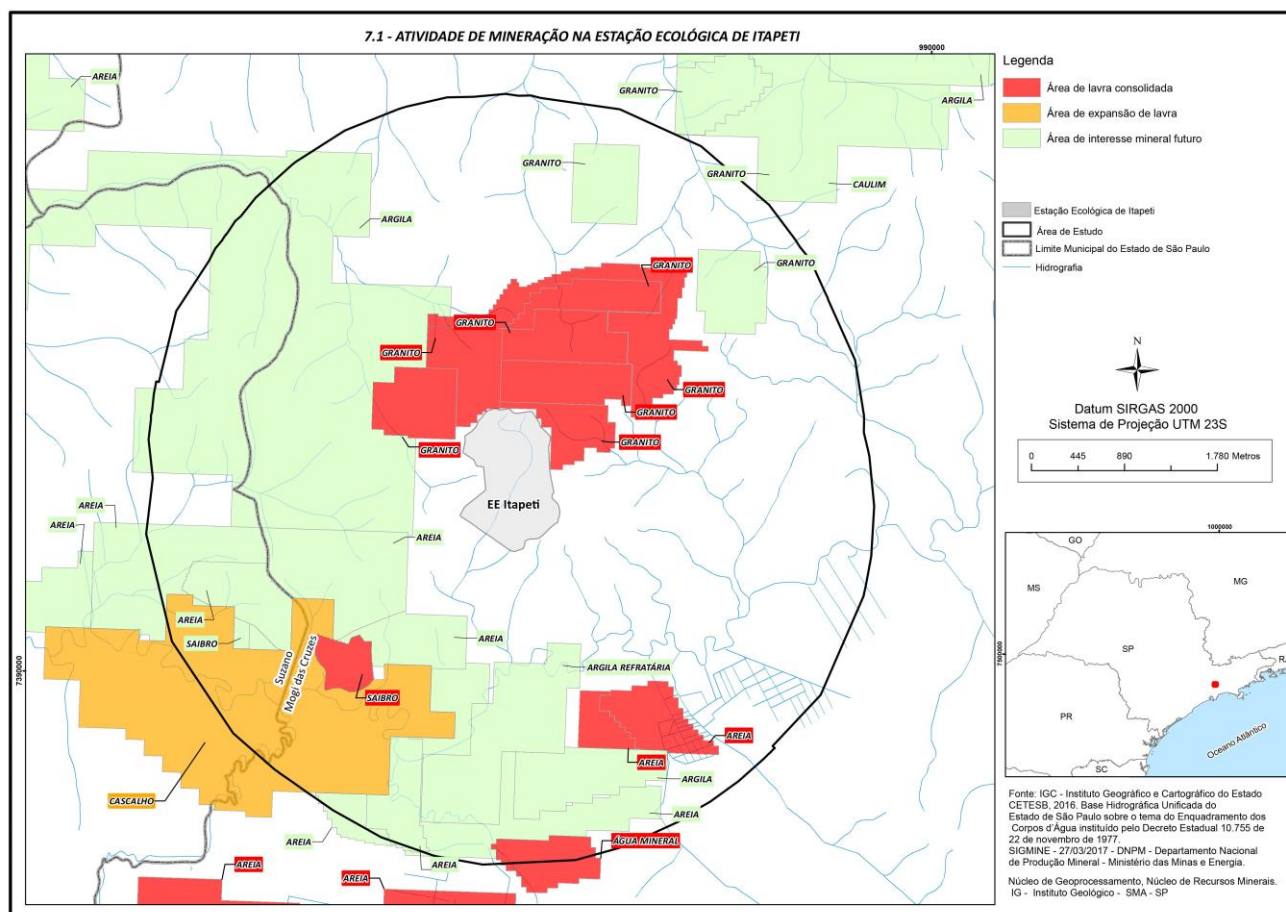 7.1 - ATIVIDADE DE MINERAÇÃO NA ESTAÇÃO ECOLÓGICA DE ITAPETI
990000
AREIA
GRANITO
ARGILA
GRANITO
GRANITO
CAULIM
ARGILA
GRANITO
GRANITO
GRANITO
GRANITO
GRANITO
GRANITO
GRANITO
GRANITO
EE Itapeti
AREIA
AREIA
AREIA
AREIA
SAIBRO
AREIA
Suzano
Mogi das Cruzes
ARGILA REFRATÁRIA
7390000
SAIBRO
AREIA
AREIA
ARGILA
CASCALHO
AREIA
AREIA
ÁGUA MINERAL
AREIA
AREIA
AREIA
Legenda
Área de lavra consolidada
Área de expansão de lavra
Área de interesse mineral futuro
Estação Ecológica de Itapeti
Área de Estudo
Limite Municipal do Estado de São Paulo
Hidrografia
N
Datum SIRGAS 2000
Sistema de Projeção UTM 23S
0 445 890 1.780 Metros
1000000
GO
MS
MG
SP
RJ
7500000
PR
SC
Oceano Atlântico
Fonte: IGC - Instituto Geográfico e Cartográfico do Estado
CETESB, 2016. Base Hidrográfica Unificada do
Estado de São Paulo sobre o tema do Enquadramento dos
Corpos d'Água instituido pelo Decreto Estadual 10.755 de
22 de novembro de 1977.
SIGMINE - 27/03/2017 - DNPM - Departamento Nacional
de Produção Mineral - Ministério das Minas e Energia.
Núcleo de Geoprocessamento, Núcleo de Recursos Minerais.
IG - Instituto Geológico - SMA - SP